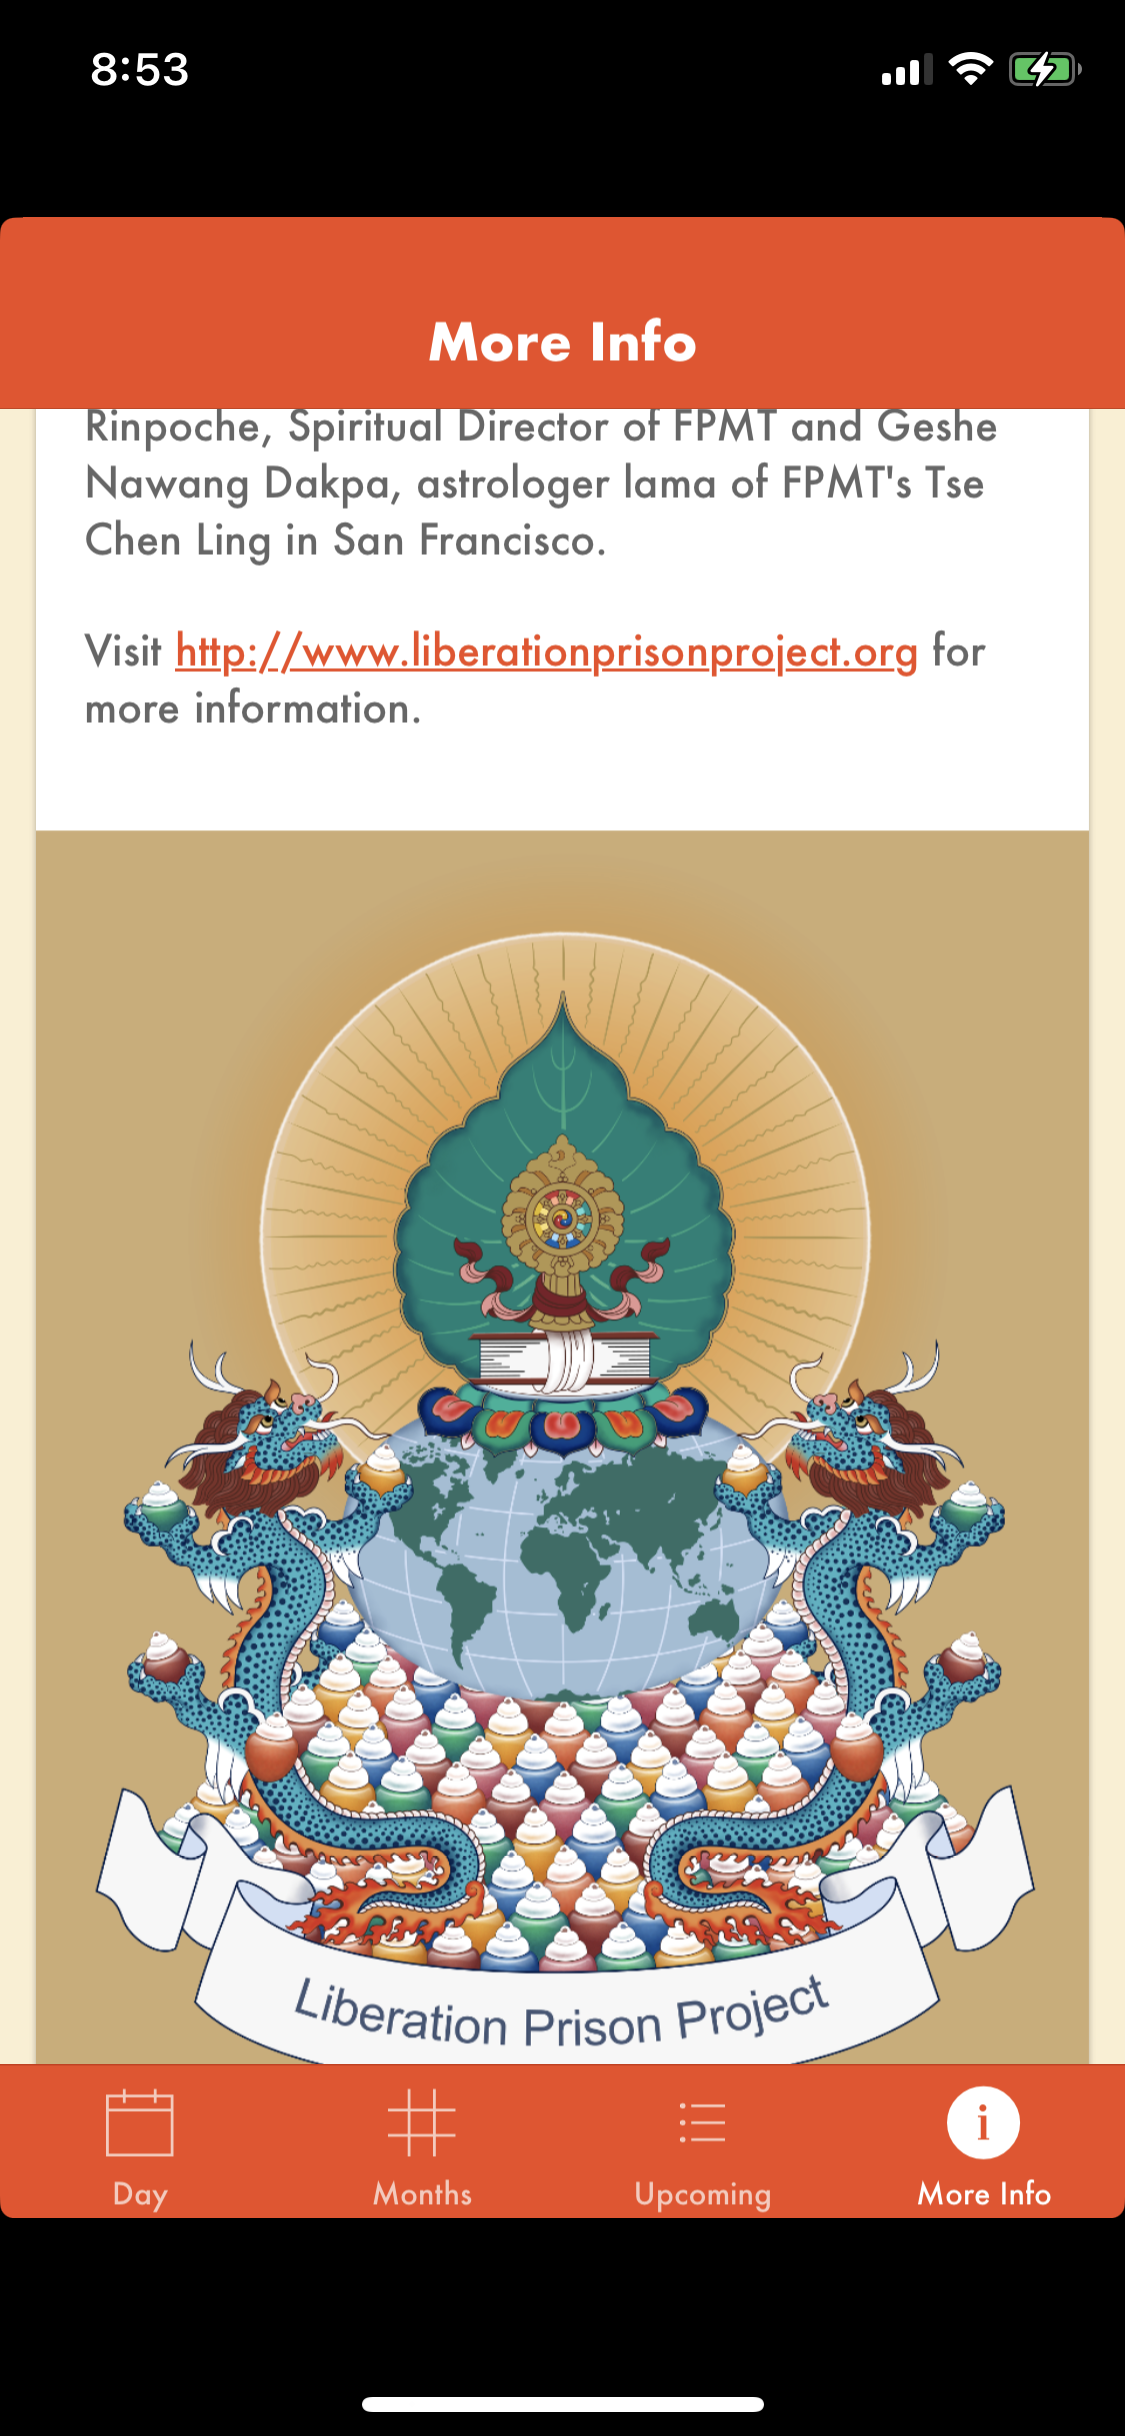 8:53
More Info
Rinpoche, Spiritual Director of FPMT and Geshe
Nawang Dakpa, astrologer lama of FPMT's Tse
Chen Ling in San Francisco.
Visit http://www.liberationprisonproject.org for
more information.
Liberation Prison Project
Day
Months
Upcoming
More Info